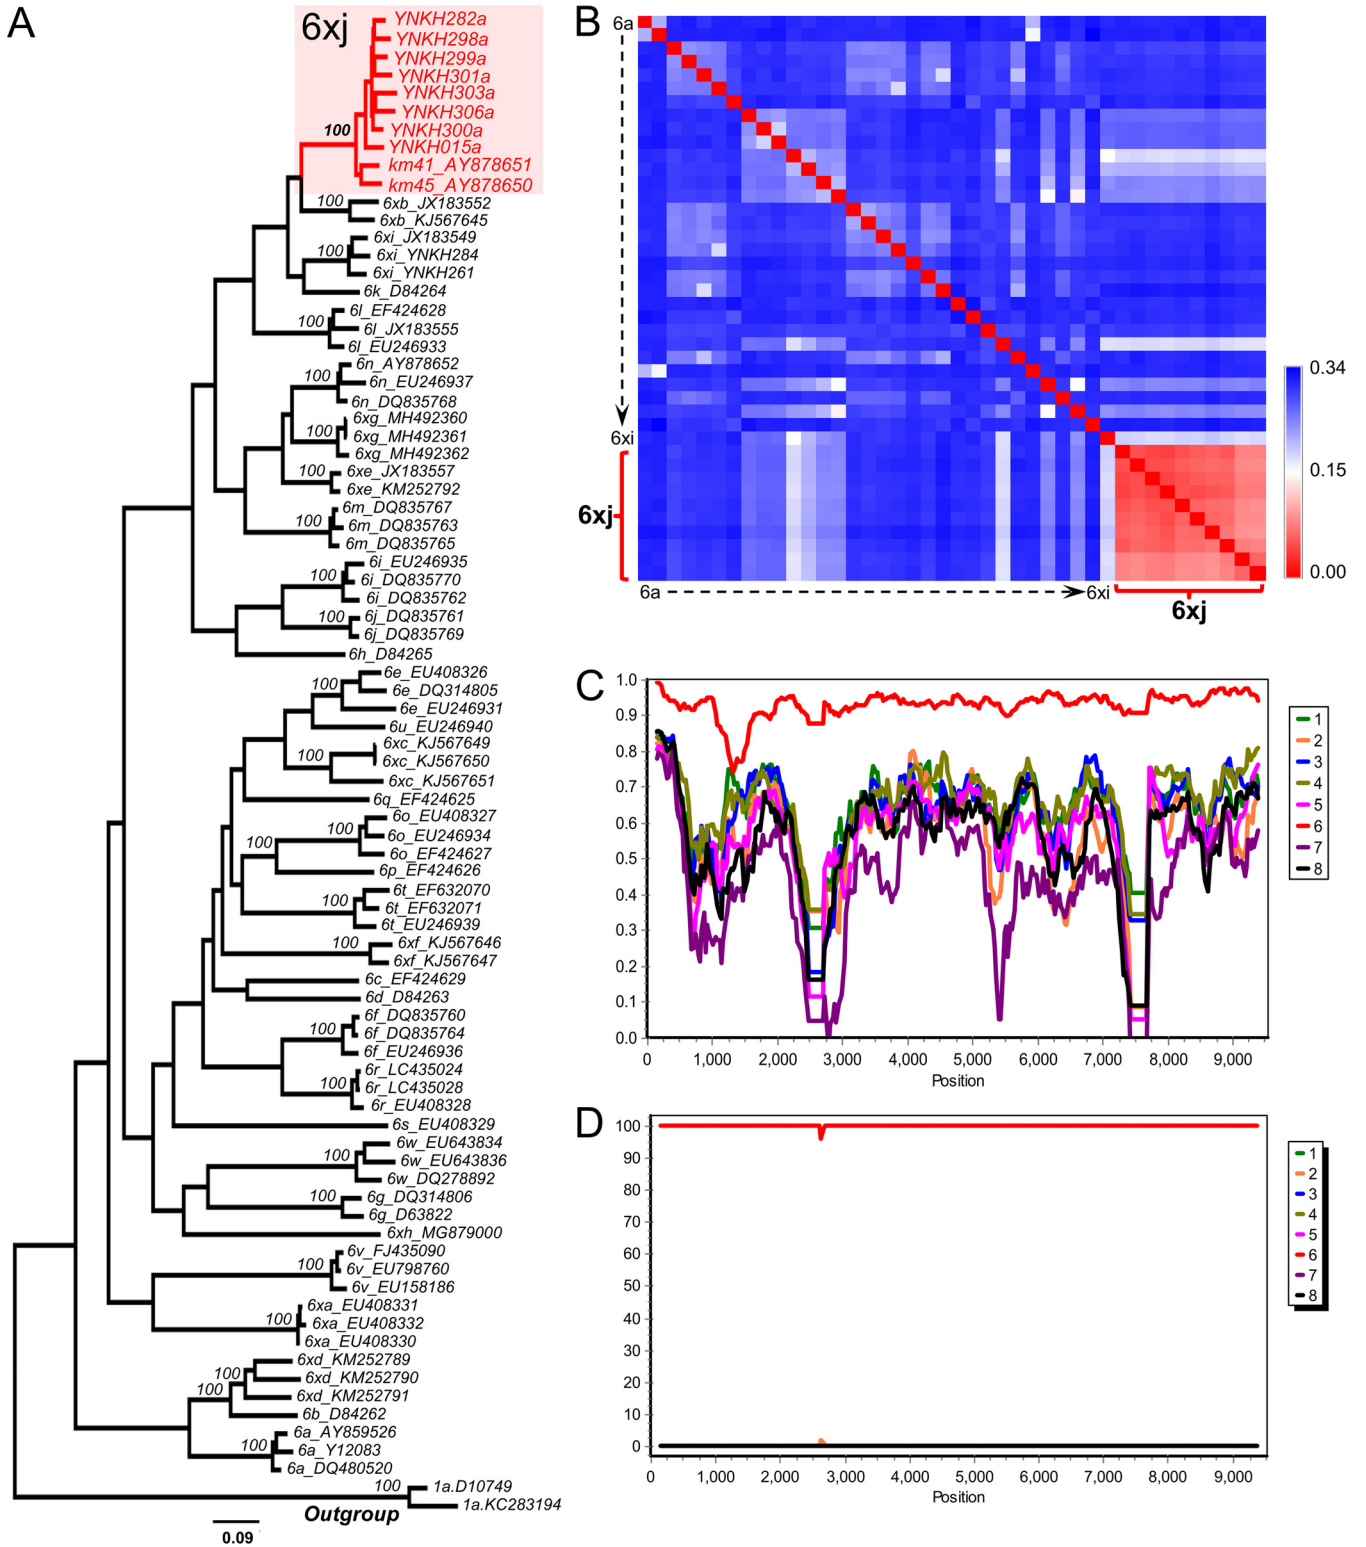 A
6xj
YNKH282a
YNKH298a
YNKH299a
YNKH301a
YNKH303a
YNKH306a
YNKH300a
YNKH015a
km41_AY878651
km45_AY878650
100
6xb_JX183552
6xb_KJ567645
100
6xi_JX183549
6xi_YNKH284
6xi_YNKH261
100
6k_D84264
6l_EF424628
6l_JX183555
6l_EU246933
100
6n_AY878652
6n_EU246937
6n_DQ835768
100
6xg_MH492360
6xg_MH492361
6xg_MH492362
100
6xe_JX183557
6xe_KM252792
100
6m_DQ835767
6m_DQ835763
6m_DQ835765
100
6i_EU246935
6i_DQ835770
6i_DQ835762
100
6j_DQ835761
6j_DQ835769
100
6h_D84265
6e_EU408326
6e_DQ314805
6e_EU246931
100
6u_EU246940
6xc_KJ567649
6xc_KJ567650
6xc_KJ567651
100
6q_EF424625
6o_EU408327
6o_EU246934
6o_EF424627
100
100
6p_EF424626
6t_EF632070
6t_EF632071
6t_EU246939
100
6xf_KJ567646
6xf_KJ567647
100
6c_EF424629
6d_D84263
6f_DQ835760
6f_DQ835764
6f_EU246936
100
6r_LC435024
6r_LC435028
6r_EU408328
100
6s_EU408329
6w_EU643834
6w_EU643836
6w_DQ278892
100
6g_DQ314806
6g_D63822
100
6xh_MG879000
6v_FJ435090
6v_EU798760
6v_EU158186
100
6xa_EU408331
6xa_EU408332
6xa_EU408330
100
6xd_KM252789
6xd_KM252790
6xd_KM252791
100
100
6b_D84262
6a_AY859526
6a_Y12083
6a_DQ480520
100
1a.D10749
1a.KC283194
100
Outgroup
0.09
B
6a
6xi
6xj
6a
6xi
6xj
0.34
0.15
0.00
C
1.0
0.9
0.8
0.7
0.6
0.5
0.4
0.3
0.2
0.1
0.0
0 1,000 2,000 3,000 4,000 5,000 6,000 7,000 8,000 9,000
Position
1
2
3
4
5
6
7
8
D
100
90
80
70
60
50
40
30
20
10
0
0 1,000 2,000 3,000 4,000 5,000 6,000 7,000 8,000 9,000
Position
1
2
3
4
5
6
7
8